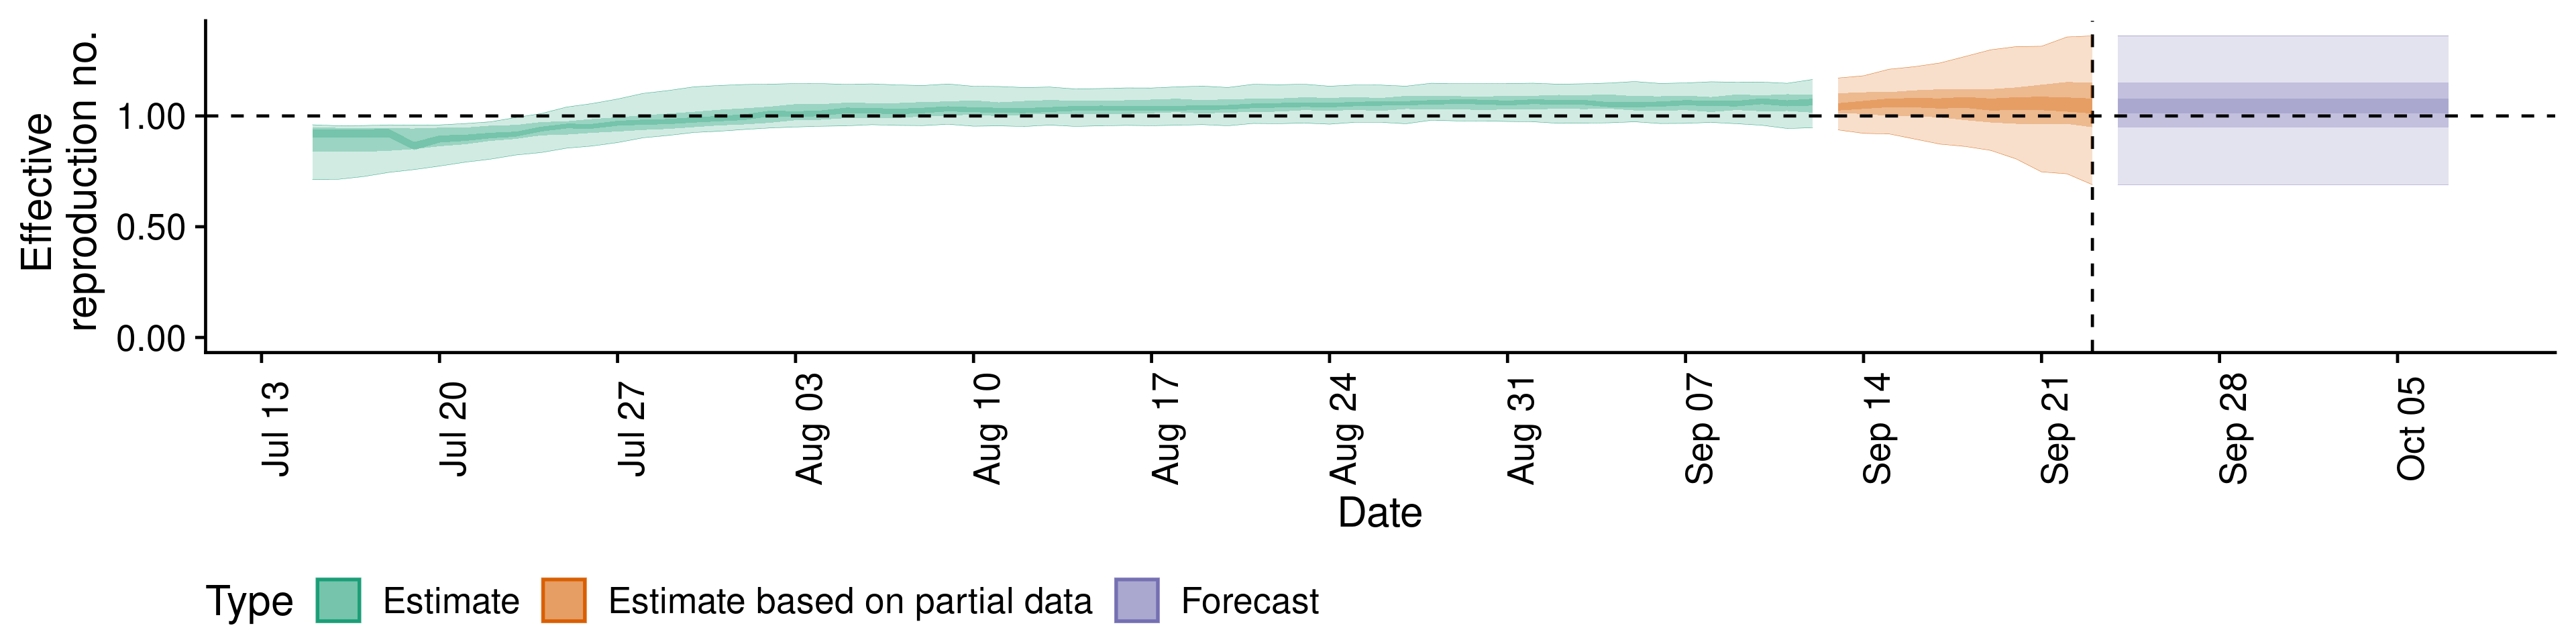 Effective
reproduction no.
1.00
0.50
0.00
Jul 13
Jul 20
Jul 27
Aug 03
Aug 10
Aug 17
Aug 24
Aug 31
Sep 07
Sep 14
Sep 21
Sep 28
Oct 05
Date
Type Estimate Estimate based on partial data Forecast